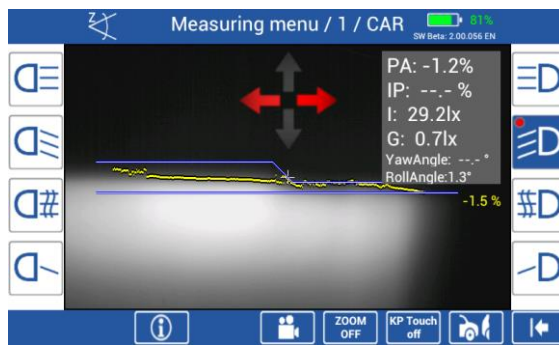 Z
Measuring menu / 1 / CAR
81%
SW Beta: 2.00.056 EN
PA: -1.2%
IP: --.- %
I: 29.2lx
G: 0.7lx
YawAngle: --.- °
RollAngle:1.3°
-1.5 %
ZOOM
OFF
KP Touch
off